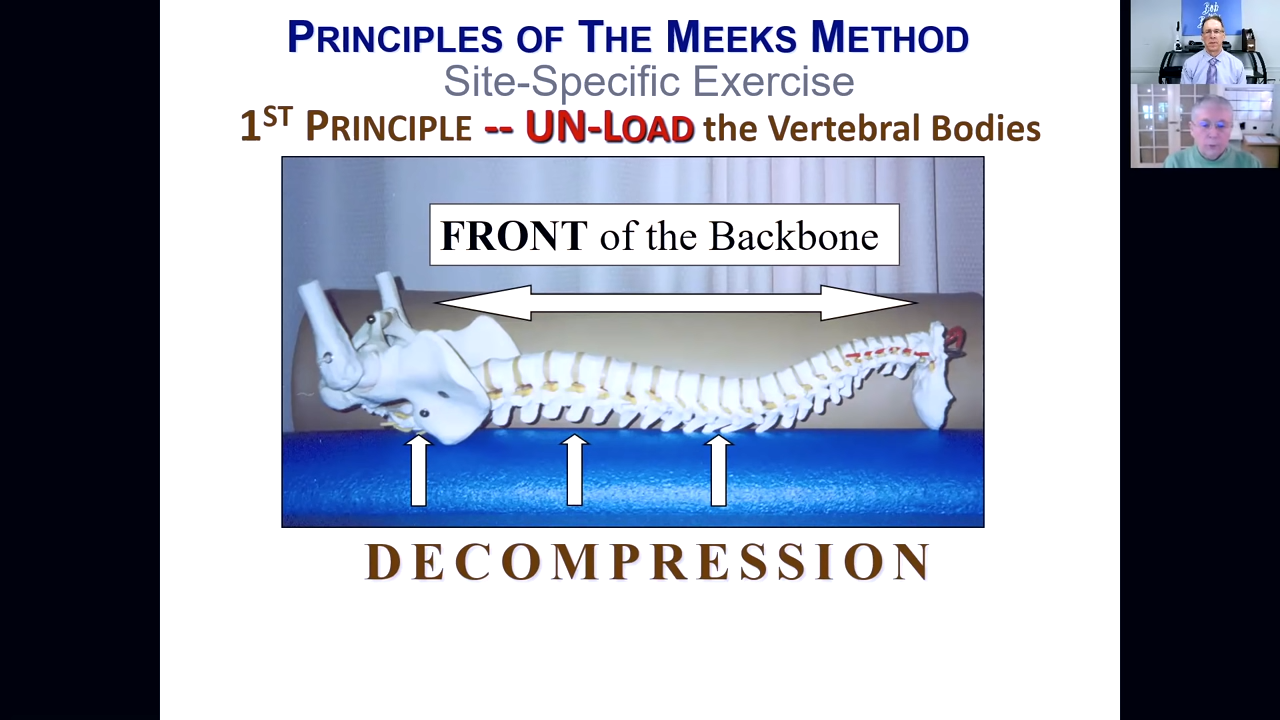 PRINCIPLES OF THE MEEKS METHOD
Site-Specific Exercise
1ST PRINCIPLE -- UN-LOAD the Vertebral Bodies
FRONT of the Backbone
DECOMPRESSION